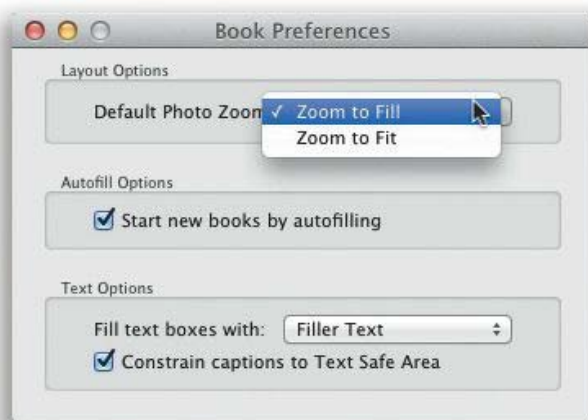 Book Preferences
Layout Options
Default Photo Zoom
✓ Zoom to Fill
Zoom to Fit
Autofill Options
Start new books by autofilling
Text Options
Fill text boxes with: Filler Text
Constrain captions to Text Safe Area